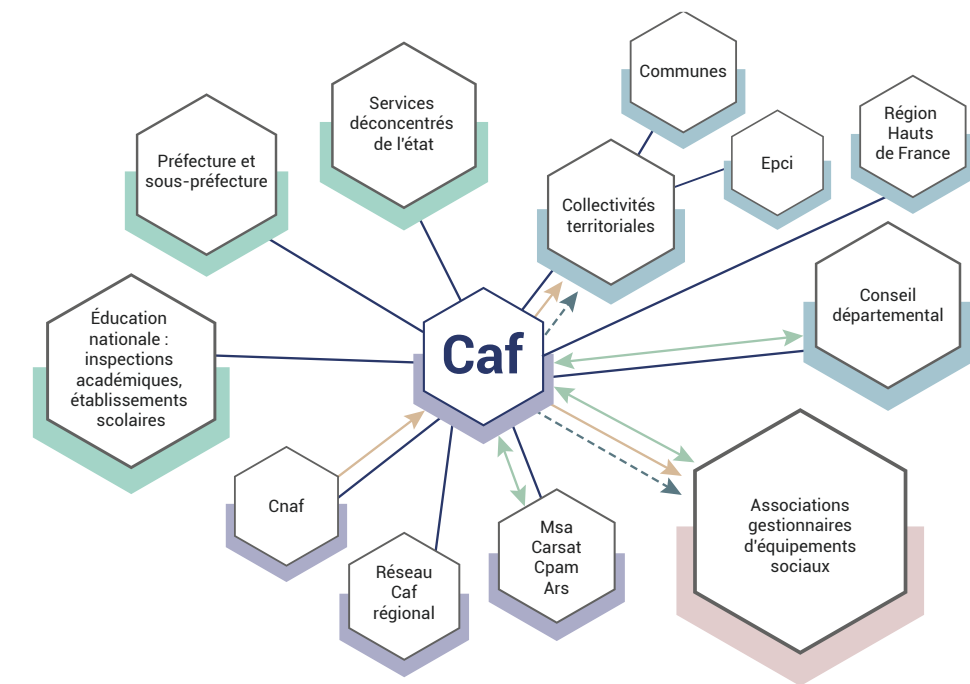 Communes
Services
déconcentrés
de l'état
Région
Hauts
de France
Préfecture et
sous-préfecture
Epci
Collectivités
territoriales
Conseil
départemental
Éducation
nationale :
inspections
académiques,
établissements
scolaires
Caf
Cnaf
Associations
gestionnaires
d'équipements
sociaux
Msa
Carsat
Cpam
Ars
Réseau
Caf
régional